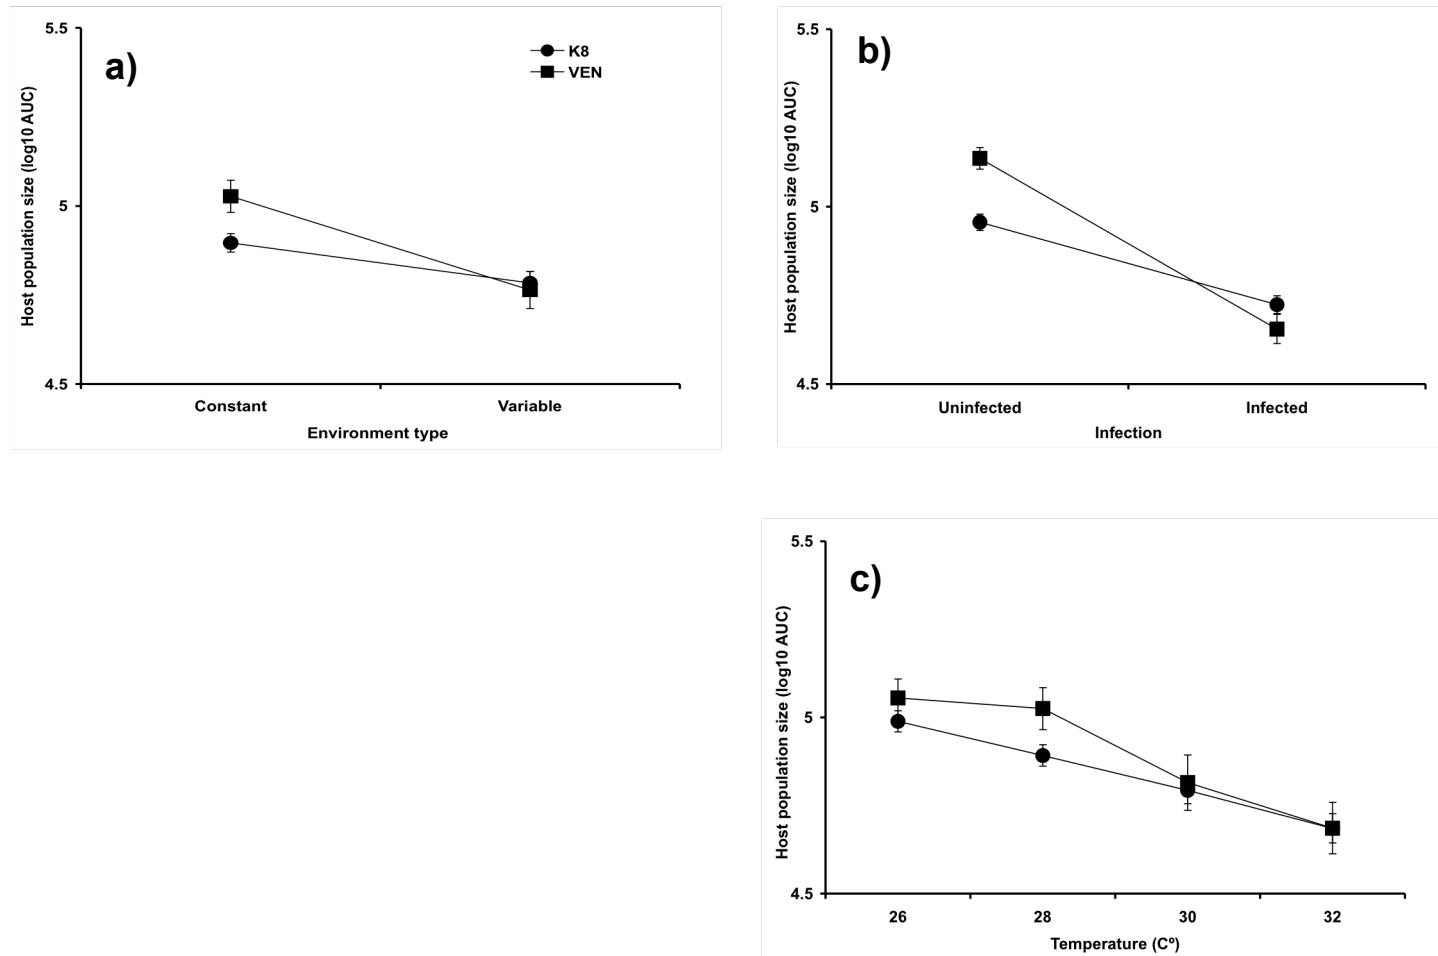 a)
K8
VEN
Host population size (log10 AUC)
5.5
5
4.5
Constant Variable
Environment type
b)
Host population size (log10 AUC)
5.5
5
4.5
Uninfected Infected
Infection
c)
Host population size (log10 AUC)
5.5
5
4.5
26 28 30 32
Temperature (Cº)